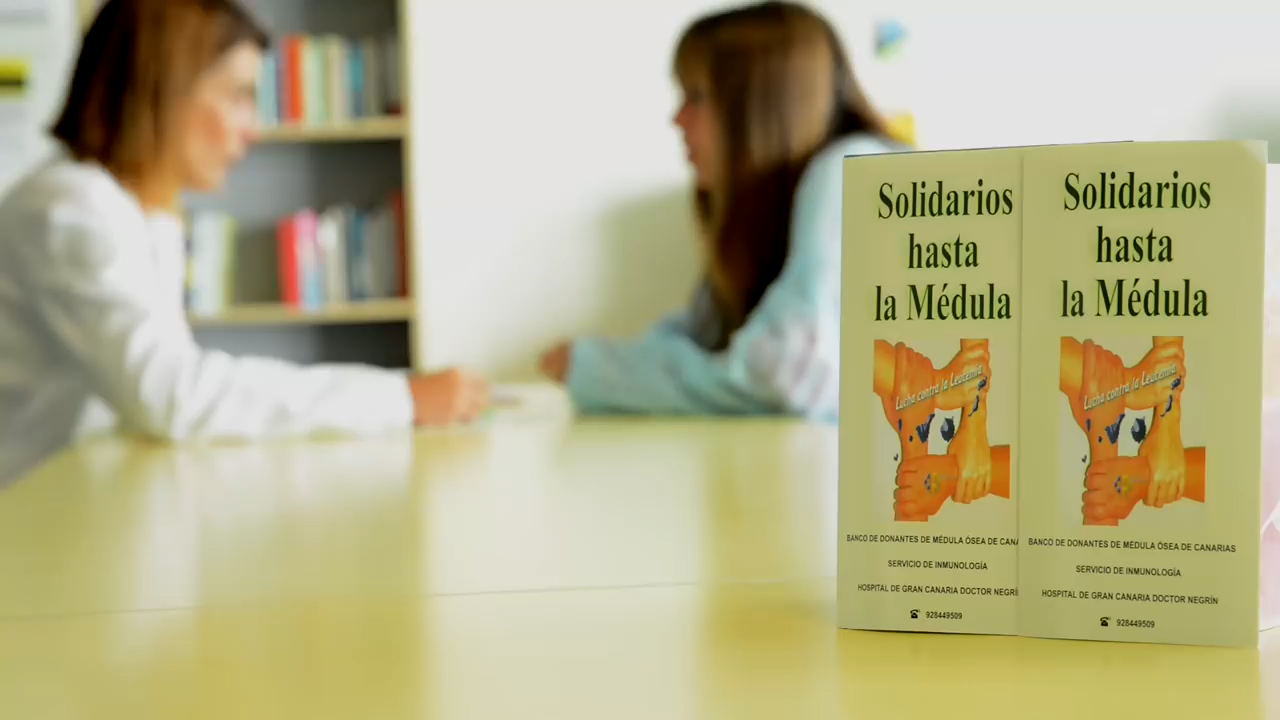 Solidarios
hasta
la Médula
Lucha contra la Leucemia
BANCO DE DONANTES DE MÉDULA ÓSEA DE CANA
SERVICIO DE INMUNOLOGÍA
HOSPITAL DE GRAN CANARIA DOCTOR NEGRÍN
928449509
Solidarios
hasta
la Médula
Lucha contra la Leucemia
BANCO DE DONANTES DE MÉDULA ÓSEA DE CANARIAS
SERVICIO DE INMUNOLOGÍA
HOSPITAL DE GRAN CANARIA DOCTOR NEGRÍN
928449509